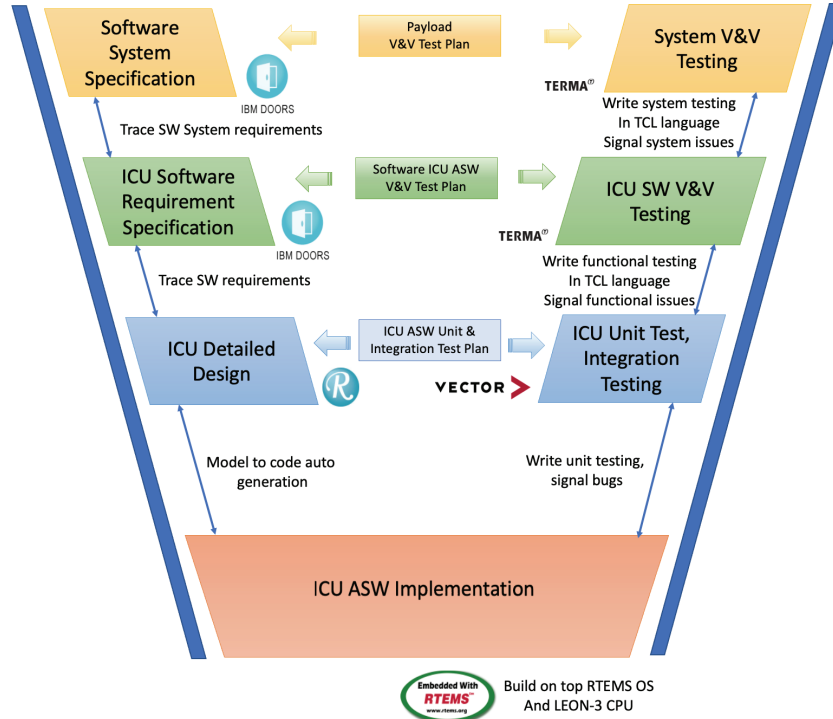 Software
System
Specification
IBM DOORS
Payload
V&V Test Plan
System V&V
Testing
TERMA®
Trace SW System requirements
Write system testing
In TCL language
Signal system issues
ICU Software
Requirement
Specification
IBM DOORS
Software ICU ASW
V&V Test Plan
ICU SW V&V
Testing
TERMA®
Trace SW requirements
Write functional testing
In TCL language
Signal functional issues
ICU Detailed
Design
R
ICU ASW Unit &
Integration Test Plan
VECTOR
ICU Unit Test,
Integration
Testing
Model to code auto
generation
Write unit testing,
signal bugs
ICU ASW Implementation
Embedded With
RTEMS™
www.rtems.org
Build on top RTEMS OS
And LEON-3 CPU